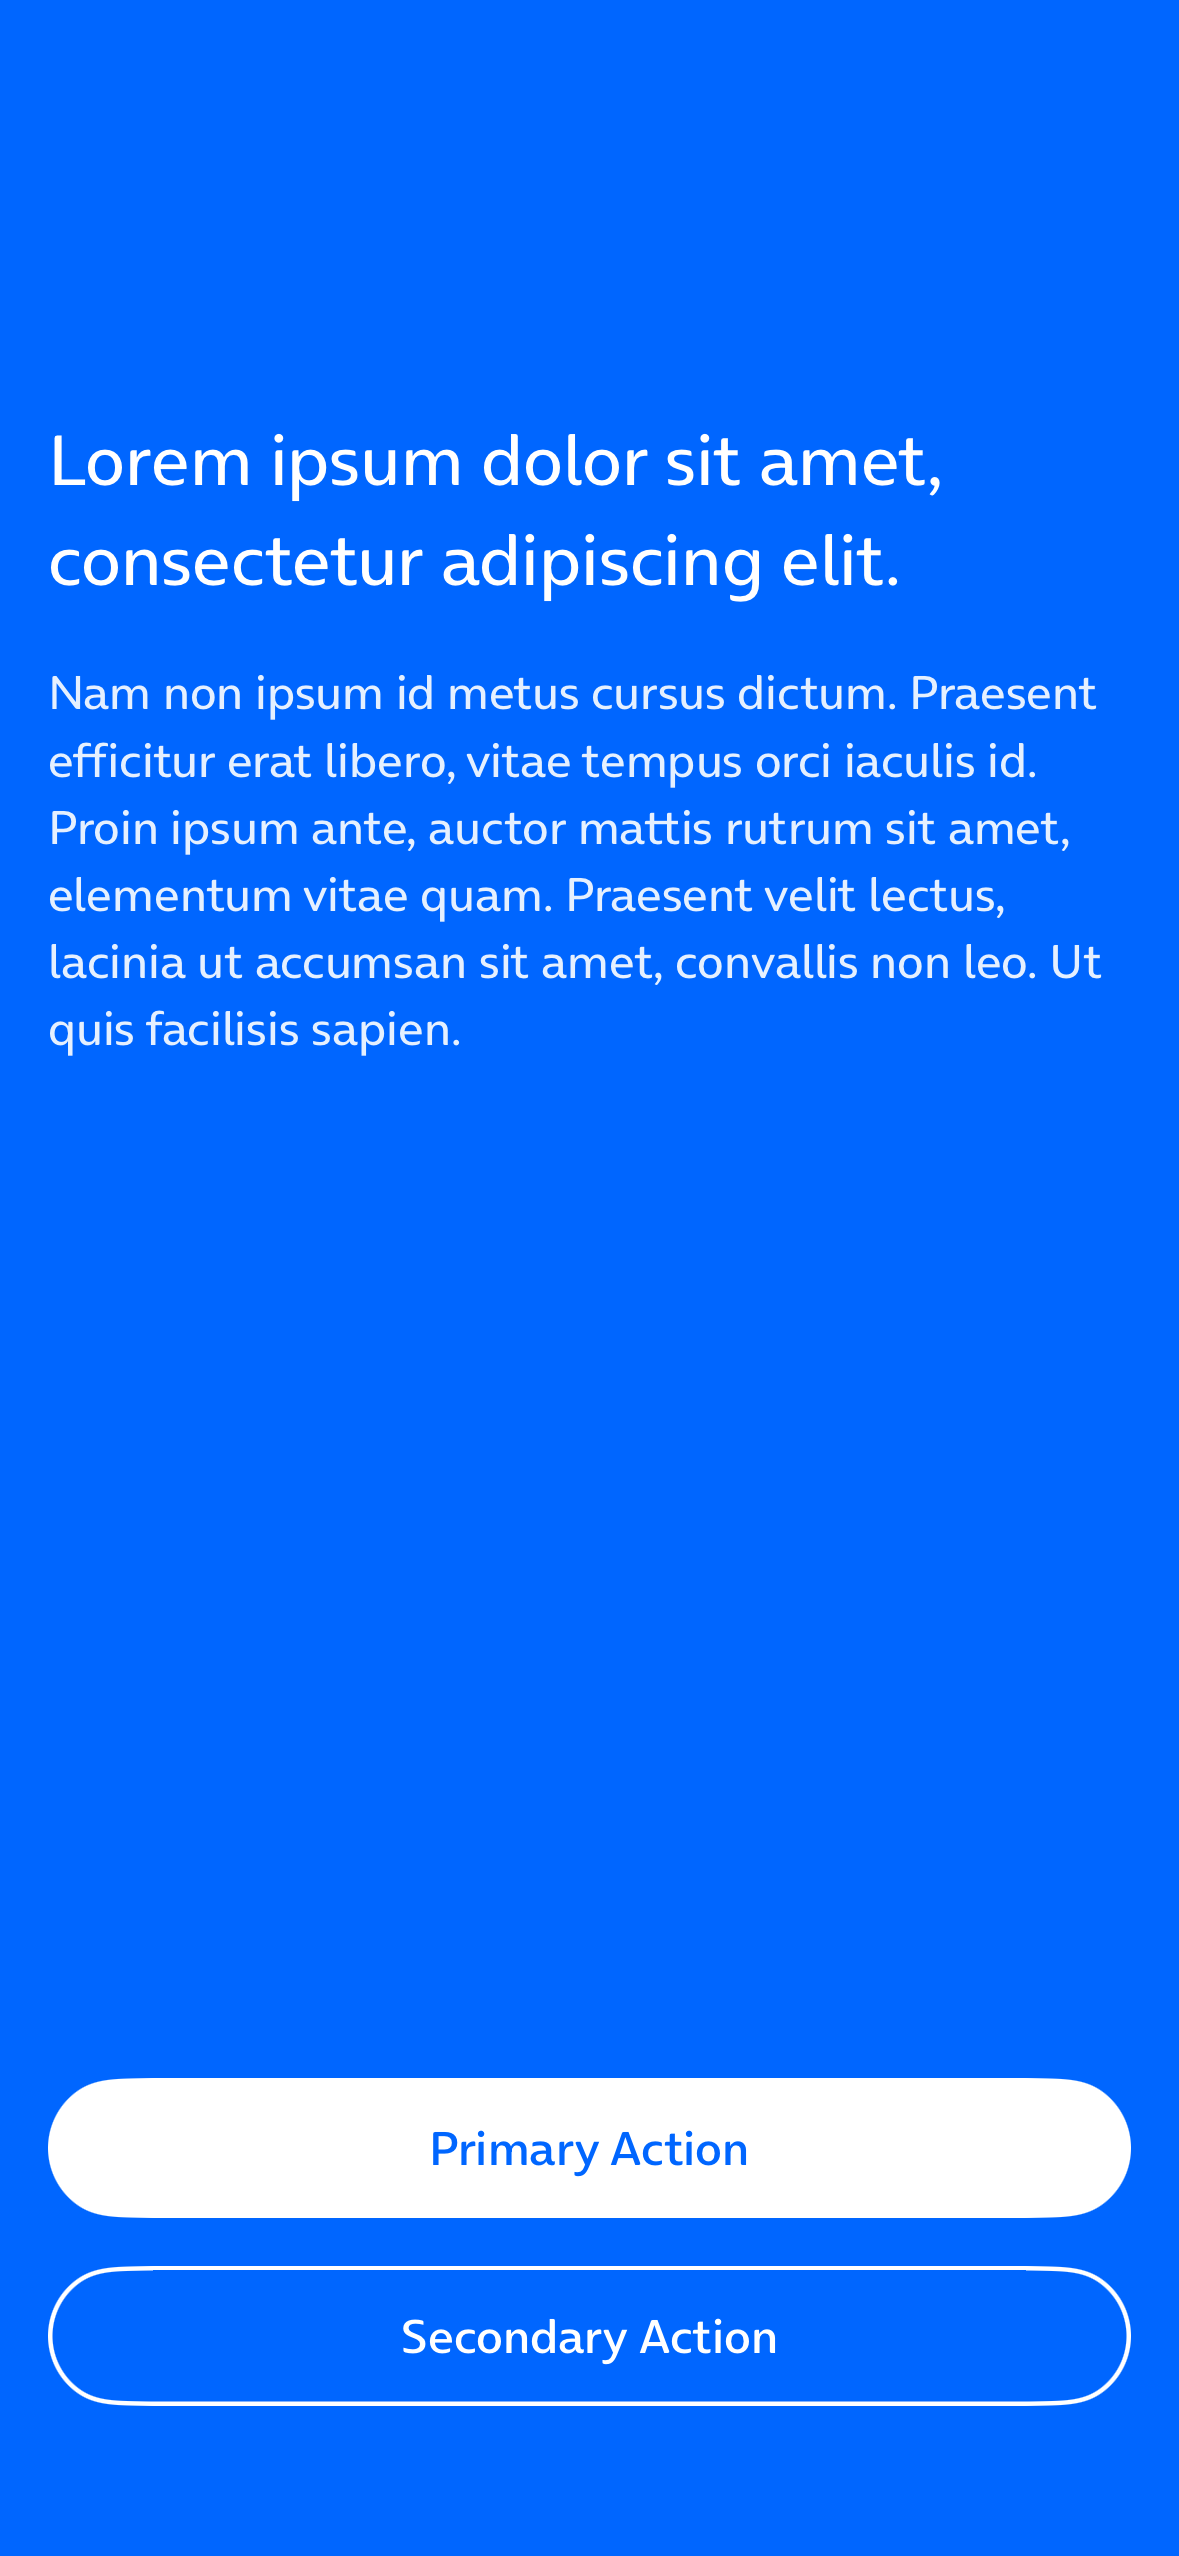 Lorem ipsum dolor sit amet,
consectetur adipiscing elit.
Nam non ipsum id metus cursus dictum. Praesent
efficitur erat libero, vitae tempus orci iaculis id.
Proin ipsum ante, auctor mattis rutrum sit amet,
elementum vitae quam. Praesent velit lectus,
lacinia ut accumsan sit amet, convallis non leo. Ut
quis facilisis sapien.
Primary Action
Secondary Action